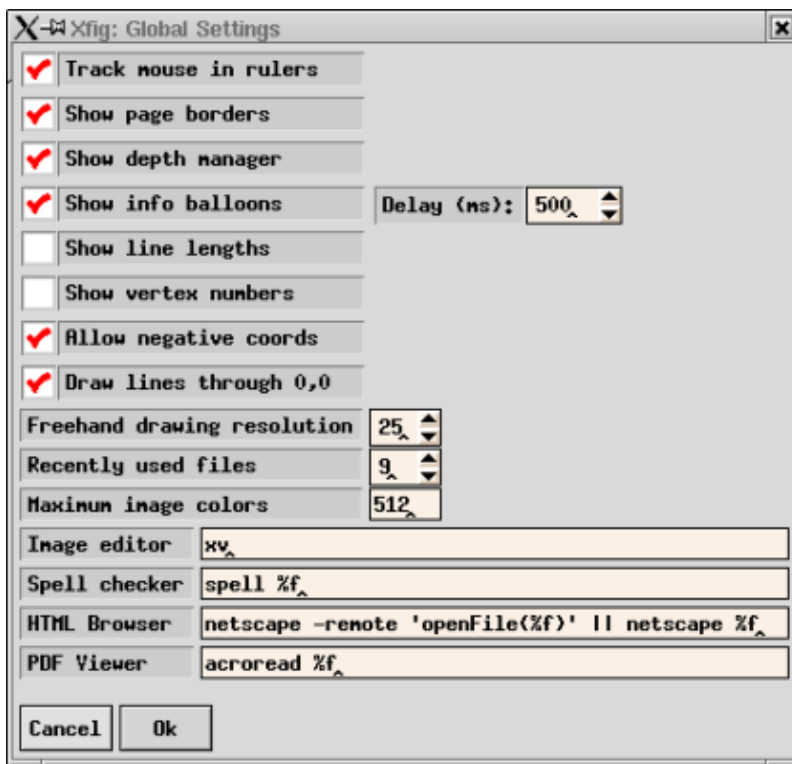 Xfig: Global Settings
Track mouse in rulers
Show page borders
Show depth manager
Show info balloons Delay (ms): 500
Show line lengths
Show vertex numbers
Allow negative coords
Draw lines through 0,0
Freehand drawing resolution 25
Recently used files 9
Maximum image colors 512
Image editor xv
Spell checker spell %f
HTML Browser netscape -remote 'openFile(%f)' || netscape %f
PDF Viewer acroread %f
Cancel Ok